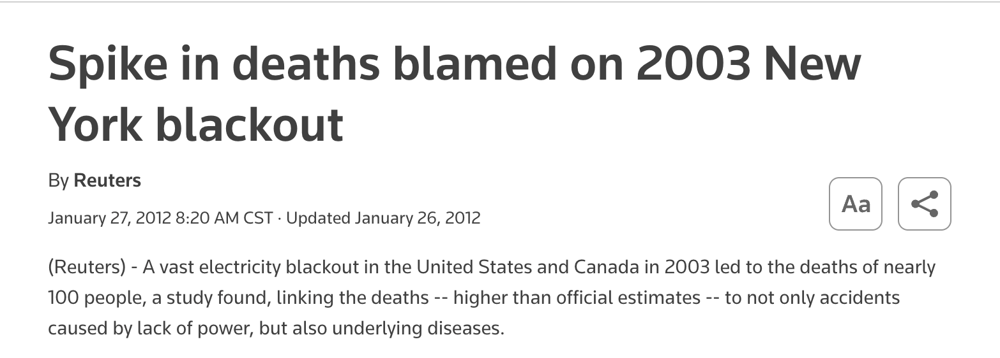 Spike in deaths blamed on 2003 New
York blackout
By Reuters
January 27, 2012 8:20 AM CST · Updated January 26, 2012
Aa
(Reuters) - A vast electricity blackout in the United States and Canada in 2003 led to the deaths of nearly
100 people, a study found, linking the deaths -- higher than official estimates -- to not only accidents
caused by lack of power, but also underlying diseases.